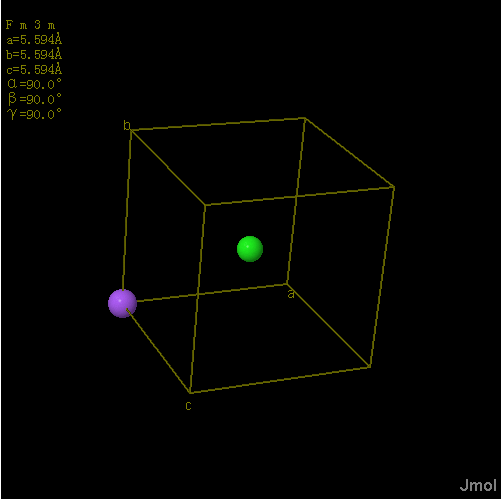 F m 3 m
a=5.594Å
b=5.594Å
c=5.594Å
α=90.0°
β=90.0°
γ=90.0°
b
a
c
Jmol